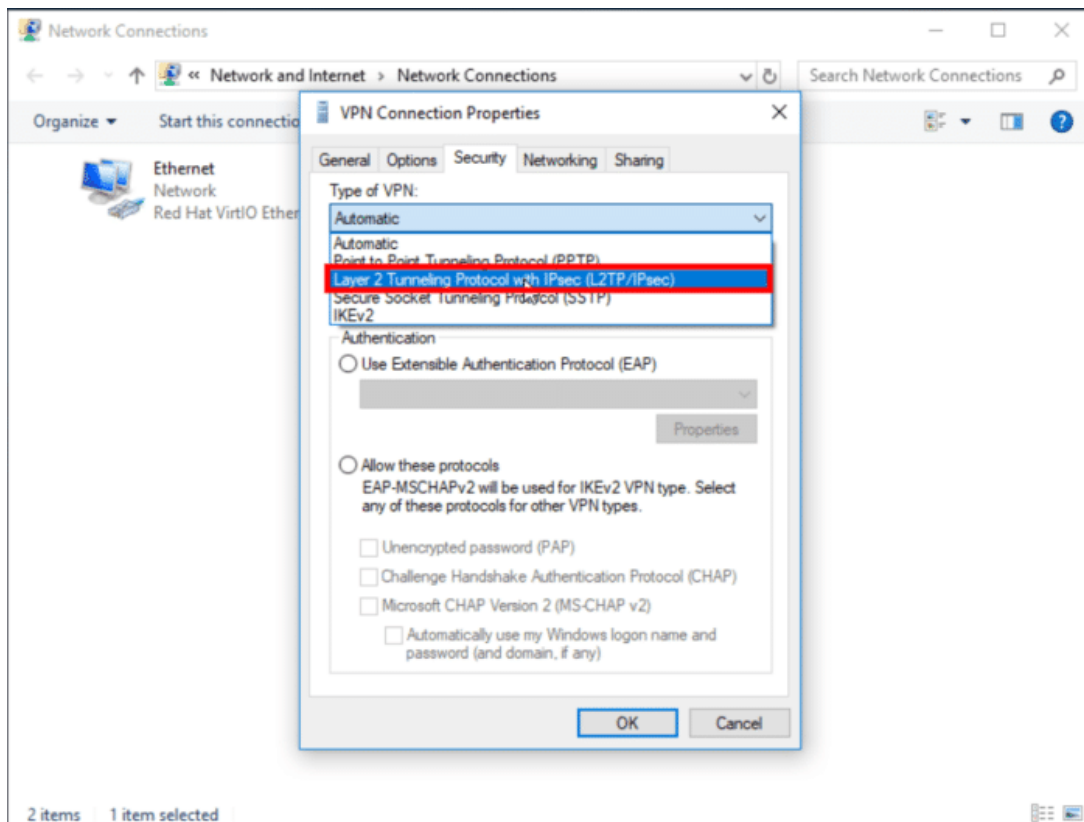 Network Connections
« Network and Internet › Network Connections
Search Network Connections
Organize
Start this connectio
VPN Connection Properties
General Options Security Networking Sharing
Ethernet
Network
Red Hat VirtIO Ether
Type of VPN:
Automatic
Automatic
Point to Point Tunneling Protocol (PPTP)
Layer 2 Tunneling Protocol with IPsec (L2TP/IPsec)
Secure Socket Tunneling Protocol (SSTP)
IKEv2
Authentication
Use Extensible Authentication Protocol (EAP)
Properties
Allow these protocols
EAP-MSCHAPv2 will be used for IKEv2 VPN type. Select
any of these protocols for other VPN types.
Unencrypted password (PAP)
Challenge Handshake Authentication Protocol (CHAP)
Microsoft CHAP Version 2 (MS-CHAP v2)
Automatically use my Windows logon name and
password (and domain, if any)
OK Cancel
2 items 1 item selected